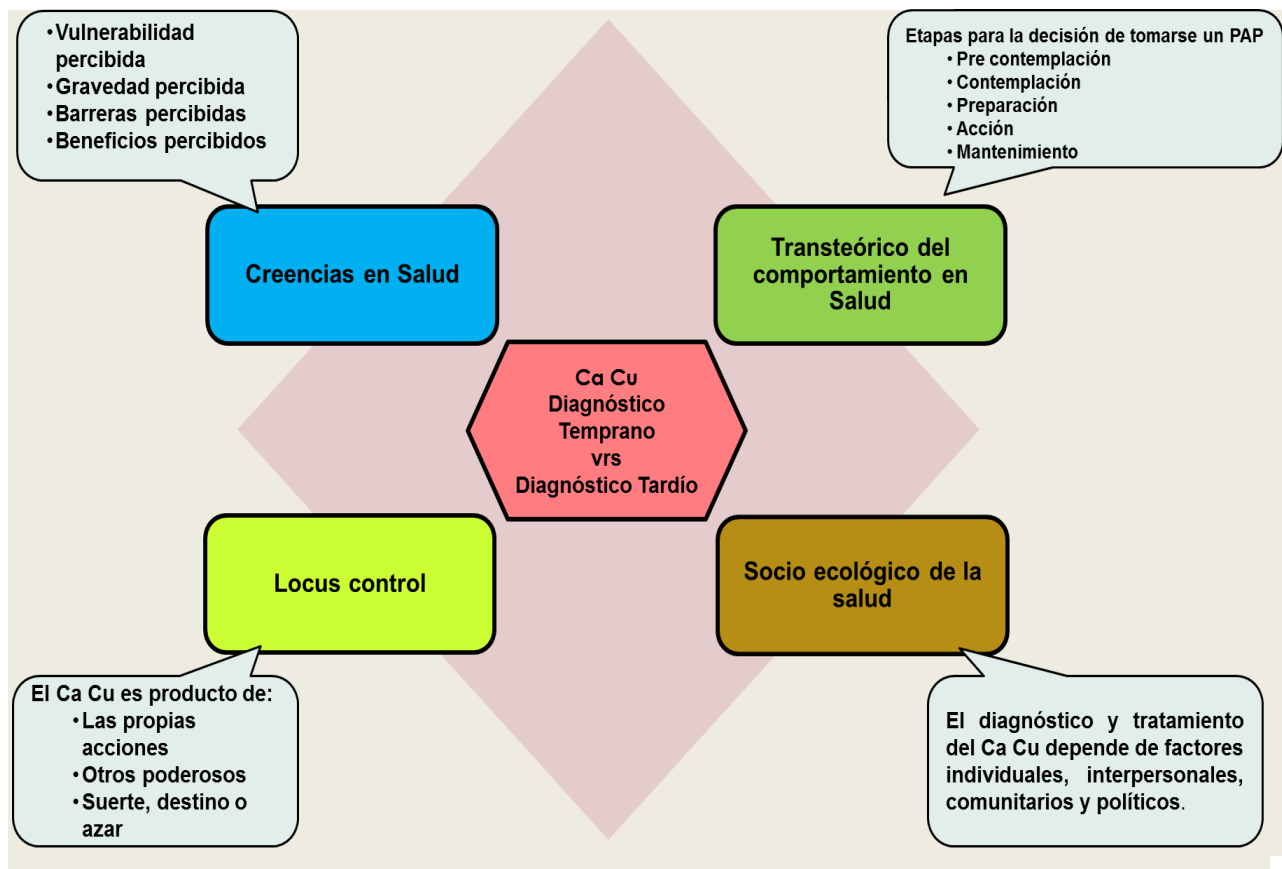 •Vulnerabilidad
percibida
•Gravedad percibida
•Barreras percibidas
•Beneficios percibidos
Etapas para la decisión de tomarse un PAP
• Pre contemplación
• Contemplación
• Preparación
• Acción
• Mantenimiento
Creencias en Salud
Transteórico del
comportamiento en
Salud
Ca Cu
Diagnóstico
Temprano
vrs
Diagnóstico Tardío
Locus control
Socio ecológico de la
salud
El Ca Cu es producto de:
•Las propias
acciones
•Otros poderosos
•Suerte, destino o
azar
El diagnóstico y tratamiento
del Ca Cu depende de factores
individuales, interpersonales,
comunitarios y políticos.